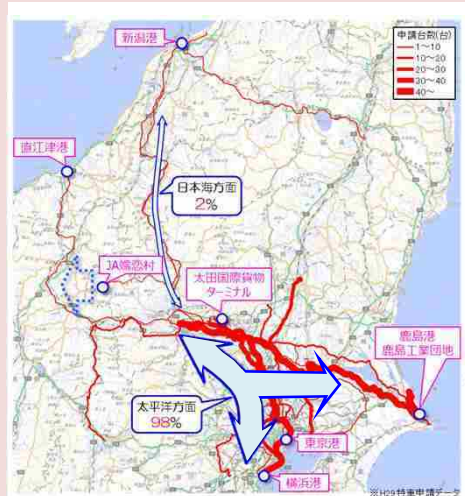 新潟港
申請台数(台)
1～10
10～20
20～30
30～40
40～
直江津港
日本海方面
2%
JA嬬恋村
太田国際貨物
ターミナル
鹿島港
鹿島工業団地
太平洋方面
98%
東京港
横浜港
※H29特車申請データ